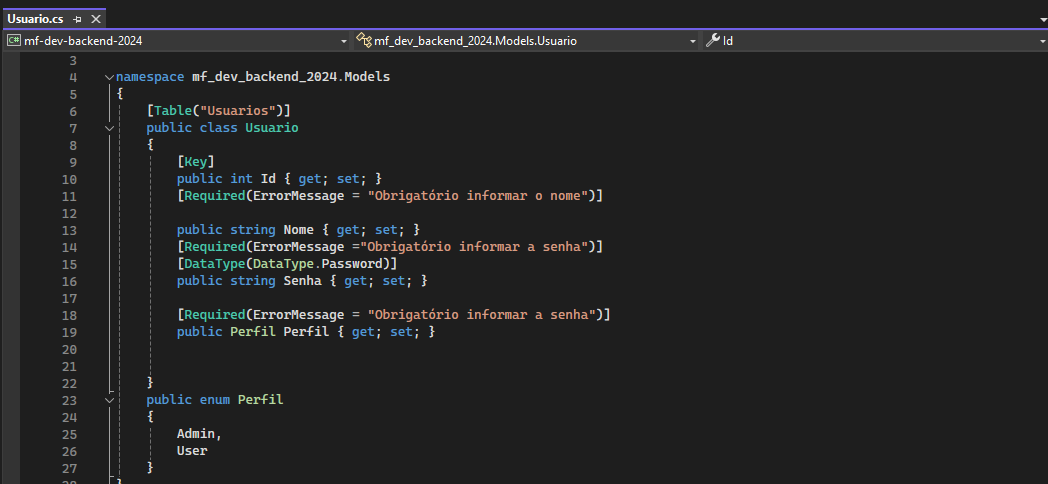 Usuario.cs
mf-dev-backend-2024 mf_dev_backend_2024.Models.Usuario Id
3
4 namespace mf_dev_backend_2024.Models
5 {
6 [Table("Usuarios")]
7 public class Usuario
8 {
9 [Key]
10 public int Id { get; set; }
11 [Required(ErrorMessage = "Obrigatório informar o nome")]
12
13 public string Nome { get; set; }
14 [Required(ErrorMessage ="Obrigatório informar a senha")]
15 [DataType(DataType.Password)]
16 public string Senha { get; set; }
17
18 [Required(ErrorMessage = "Obrigatório informar a senha")]
19 public Perfil Perfil { get; set; }
20
21
22 }
23 public enum Perfil
24 {
25 Admin,
26 User
27 }
28 }